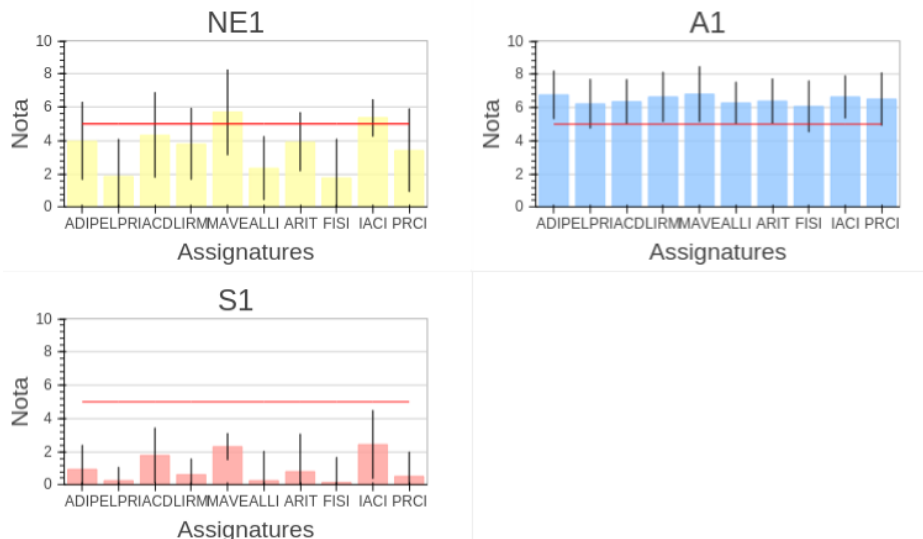 NE1
10
8
6
4
2
0
Nota
ADIPELPRIACDLIRMMAVEALLI ARIT FISI IACI PRCI
Assignatures
A1
10
8
6
4
2
0
Nota
ADIPELPRIACDLIRMMAVEALLI ARIT FISI IACI PRCI
Assignatures
S1
10
8
6
4
2
0
Nota
ADIPELPRIACDLIRMMAVEALLI ARIT FISI IACI PRCI
Assignatures